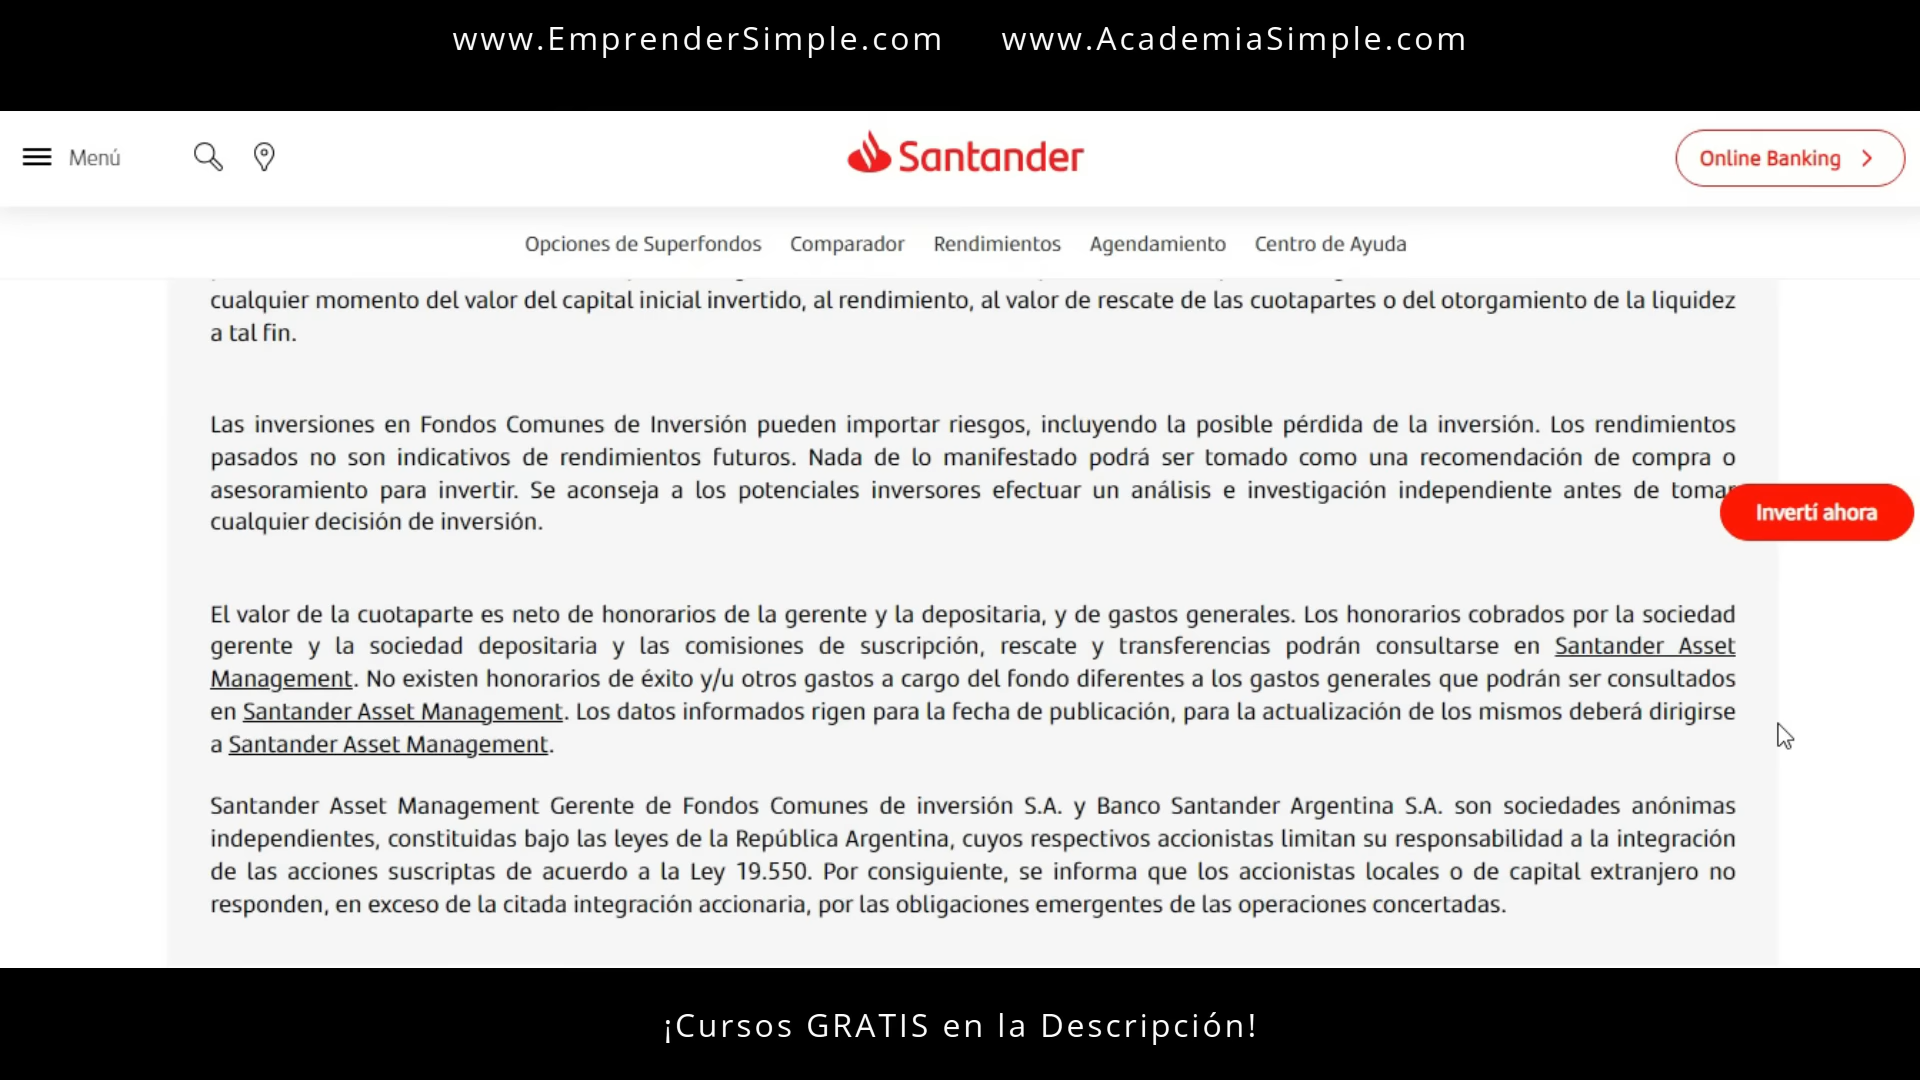 www.EmprenderSimple.com www.AcademiaSimple.com
Menú
Santander
Online Banking
Opciones de Superfondos Comparador Rendimientos Agendamiento Centro de Ayuda
cualquier momento del valor del capital inicial invertido, al rendimiento, al valor de rescate de las cuotapartes o del otorgamiento de la liquidez
a tal fin.
Las inversiones en Fondos Comunes de Inversión pueden importar riesgos, incluyendo la posible pérdida de la inversión. Los rendimientos
pasados no son indicativos de rendimientos futuros. Nada de lo manifestado podrá ser tomado como una recomendación de compra o
asesoramiento para invertir. Se aconseja a los potenciales inversores efectuar un análisis e investigación independiente antes de tomar
cualquier decisión de inversión.
Invertí ahora
El valor de la cuotaparte es neto de honorarios de la gerente y la depositaria, y de gastos generales. Los honorarios cobrados por la sociedad
gerente y la sociedad depositaria y las comisiones de suscripción, rescate y transferencias podrán consultarse en Santander Asset
Management. No existen honorarios de éxito y/u otros gastos a cargo del fondo diferentes a los gastos generales que podrán ser consultados
en Santander Asset Management. Los datos informados rigen para la fecha de publicación, para la actualización de los mismos deberá dirigirse
a Santander Asset Management.
Santander Asset Management Gerente de Fondos Comunes de inversión S.A. y Banco Santander Argentina S.A. son sociedades anónimas
independientes, constituidas bajo las leyes de la República Argentina, cuyos respectivos accionistas limitan su responsabilidad a la integración
de las acciones suscriptas de acuerdo a la Ley 19.550. Por consiguiente, se informa que los accionistas locales o de capital extranjero no
responden, en exceso de la citada integración accionaria, por las obligaciones emergentes de las operaciones concertadas.
¡Cursos GRATIS en la Descripción!